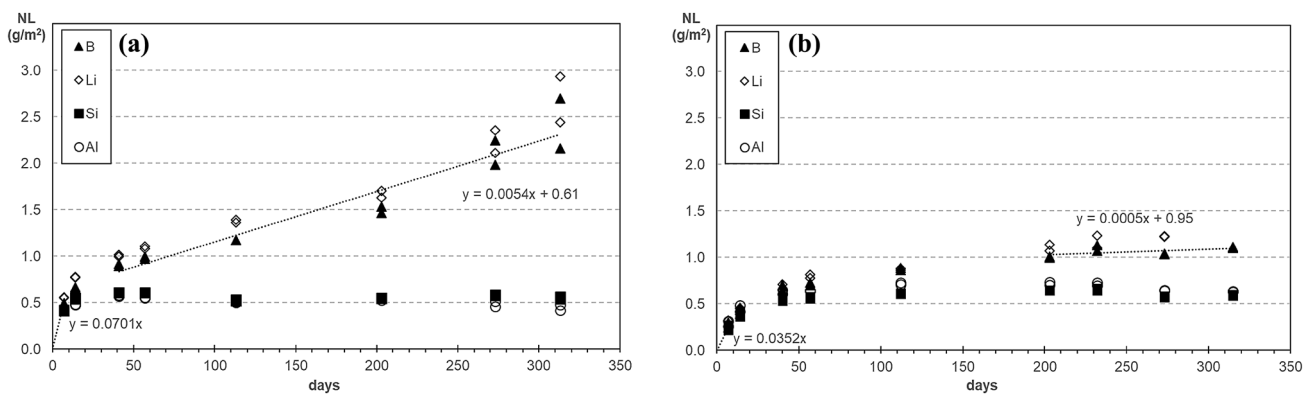 NL
(g/m²)
(a)
B
Li
Si
Al
3.0
2.5
2.0
1.5
1.0
0.5
0.0
y = 0.0054x + 0.61
y = 0.0701x
0 50 100 150 200 250 300 350
days
NL
(g/m²)
(b)
B
Li
Si
Al
3.0
2.5
2.0
1.5
1.0
0.5
0.0
y = 0.0005x + 0.95
y = 0.0352x
0 50 100 150 200 250 300 350
days